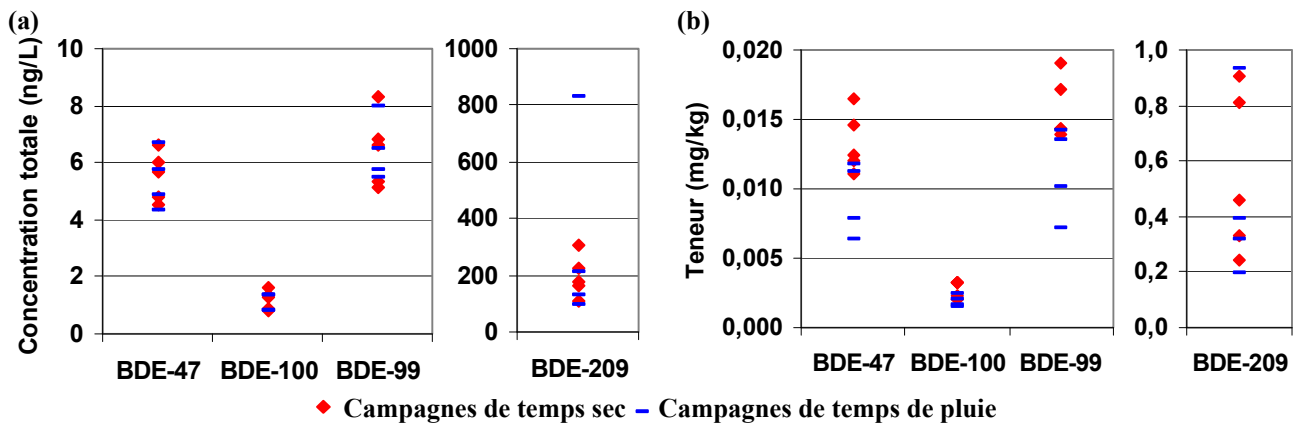 (a)
Concentration totale (ng/L)
10
8
6
4
2
0
BDE-47 BDE-100 BDE-99
1000
800
600
400
200
0
BDE-209
(b)
Teneur (mg/kg)
0,020
0,015
0,010
0,005
0,000
BDE-47 BDE-100 BDE-99
1,0
0,8
0,6
0,4
0,2
0,0
BDE-209
Campagnes de temps sec Campagnes de temps de pluie